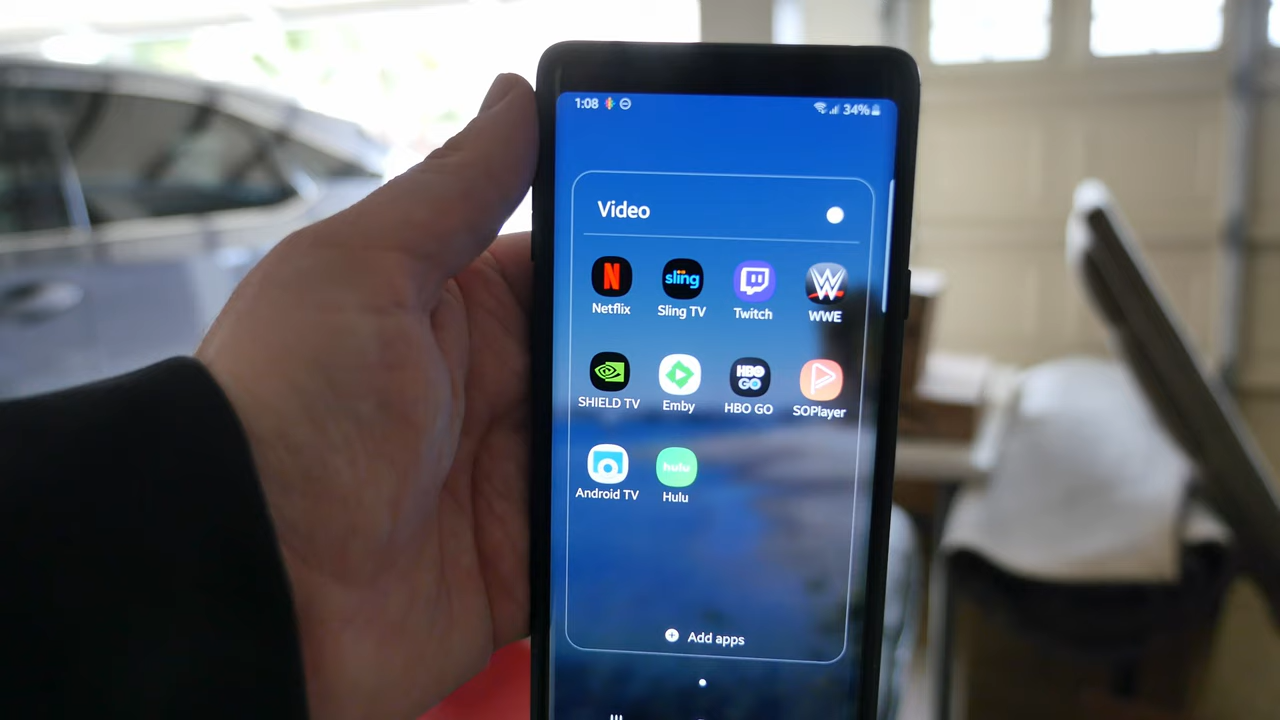 1:08 34%
Video
N sling W
Netflix Sling TV Twitch WWE
HBO GO
SHIELD TV Emby HBO GO SOPlayer
hulu
Android TV Hulu
Add apps